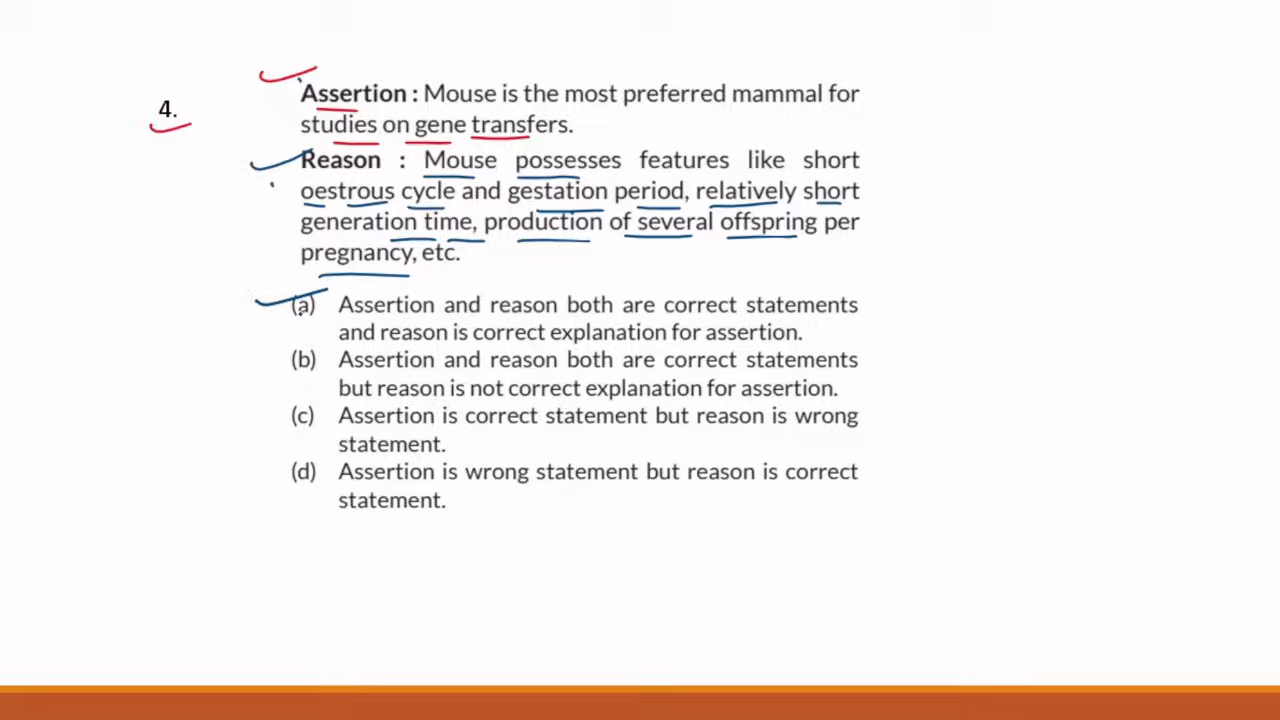 4.
Assertion : Mouse is the most preferred mammal for
studies on gene transfers.
Reason : Mouse possesses features like short
oestrous cycle and gestation period, relatively short
generation time, production of several offspring per
pregnancy, etc.
(a) Assertion and reason both are correct statements
and reason is correct explanation for assertion.
(b) Assertion and reason both are correct statements
but reason is not correct explanation for assertion.
(c) Assertion is correct statement but reason is wrong
statement.
(d) Assertion is wrong statement but reason is correct
statement.